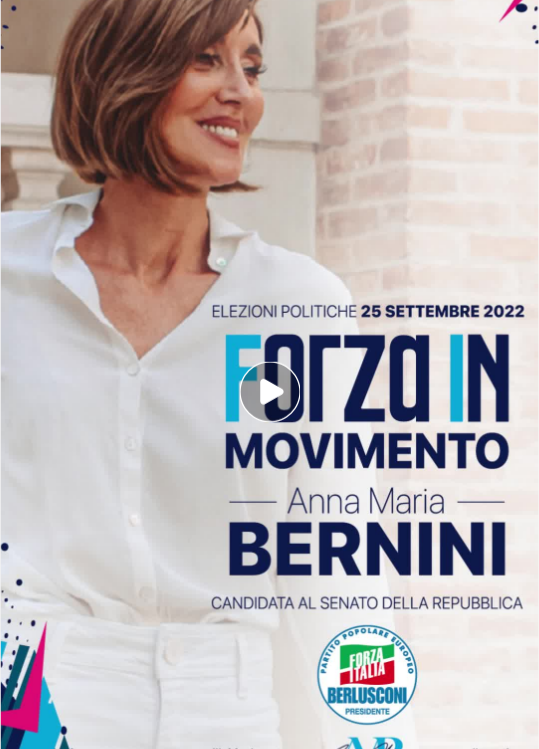 ELEZIONI POLITICHE 25 SETTEMBRE 2022
FOrZa IN
MOVIMENTO
Anna Maria
BERNINI
CANDIDATA AL SENATO DELLA REPUBBLICA
PARTITO POPOLARE EUROPEO
FORZA
ITALIA
BERLUSCONI
PRESIDENTE